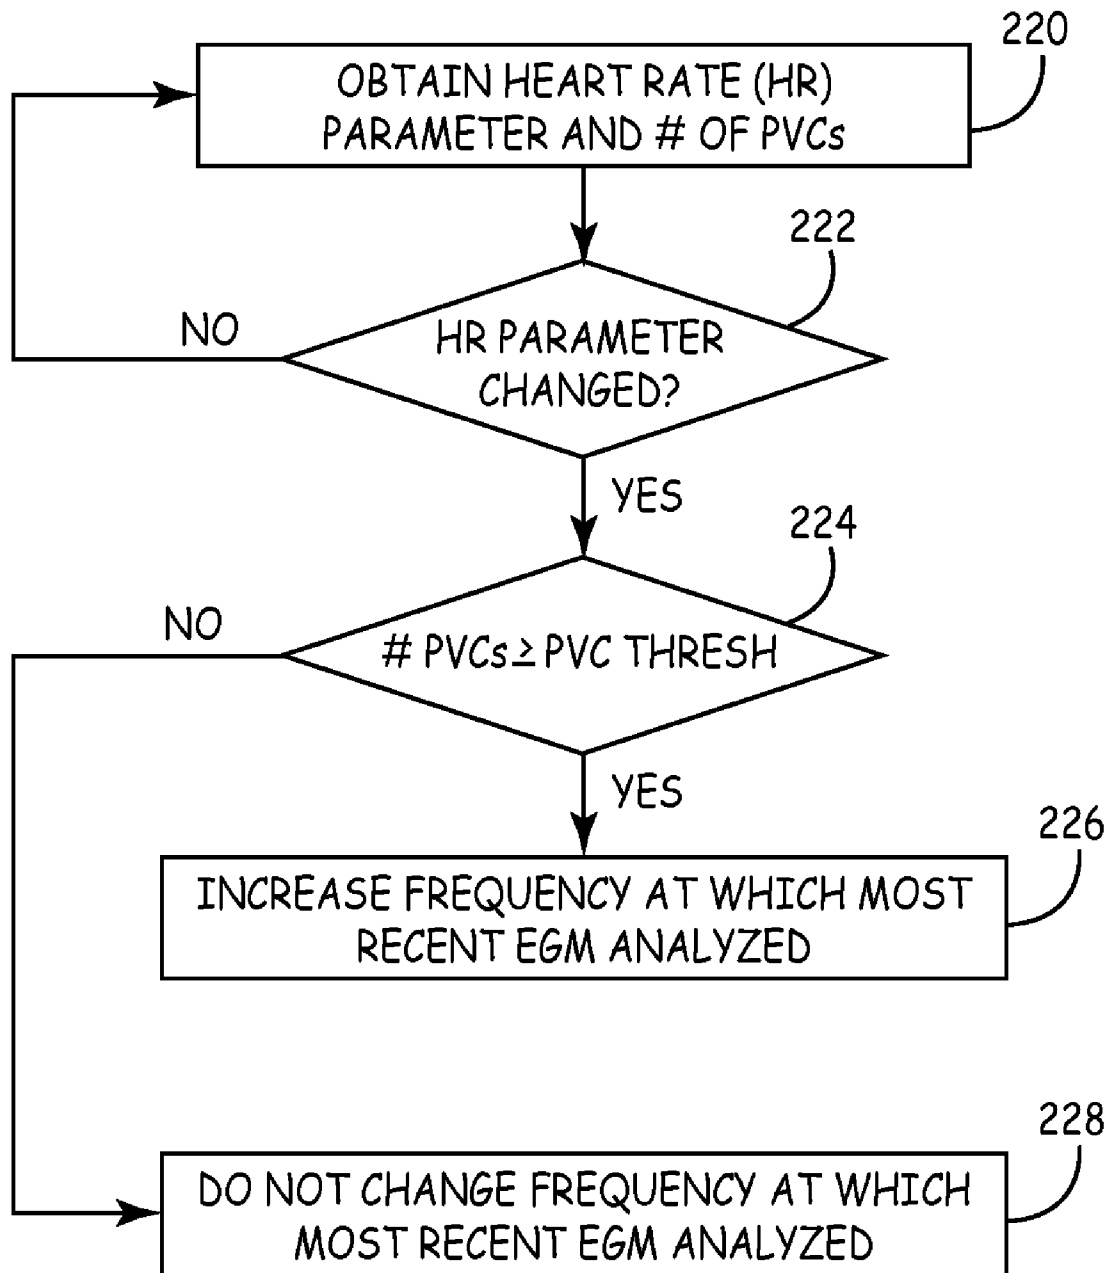 220
OBTAIN HEART RATE (HR)
PARAMETER AND # OF PVCs
222
NO
HR PARAMETER
CHANGED?
YES
224
NO
# PVCs ≥ PVC THRESH
YES
226
INCREASE FREQUENCY AT WHICH MOST
RECENT EGM ANALYZED
228
DO NOT CHANGE FREQUENCY AT WHICH
MOST RECENT EGM ANALYZED